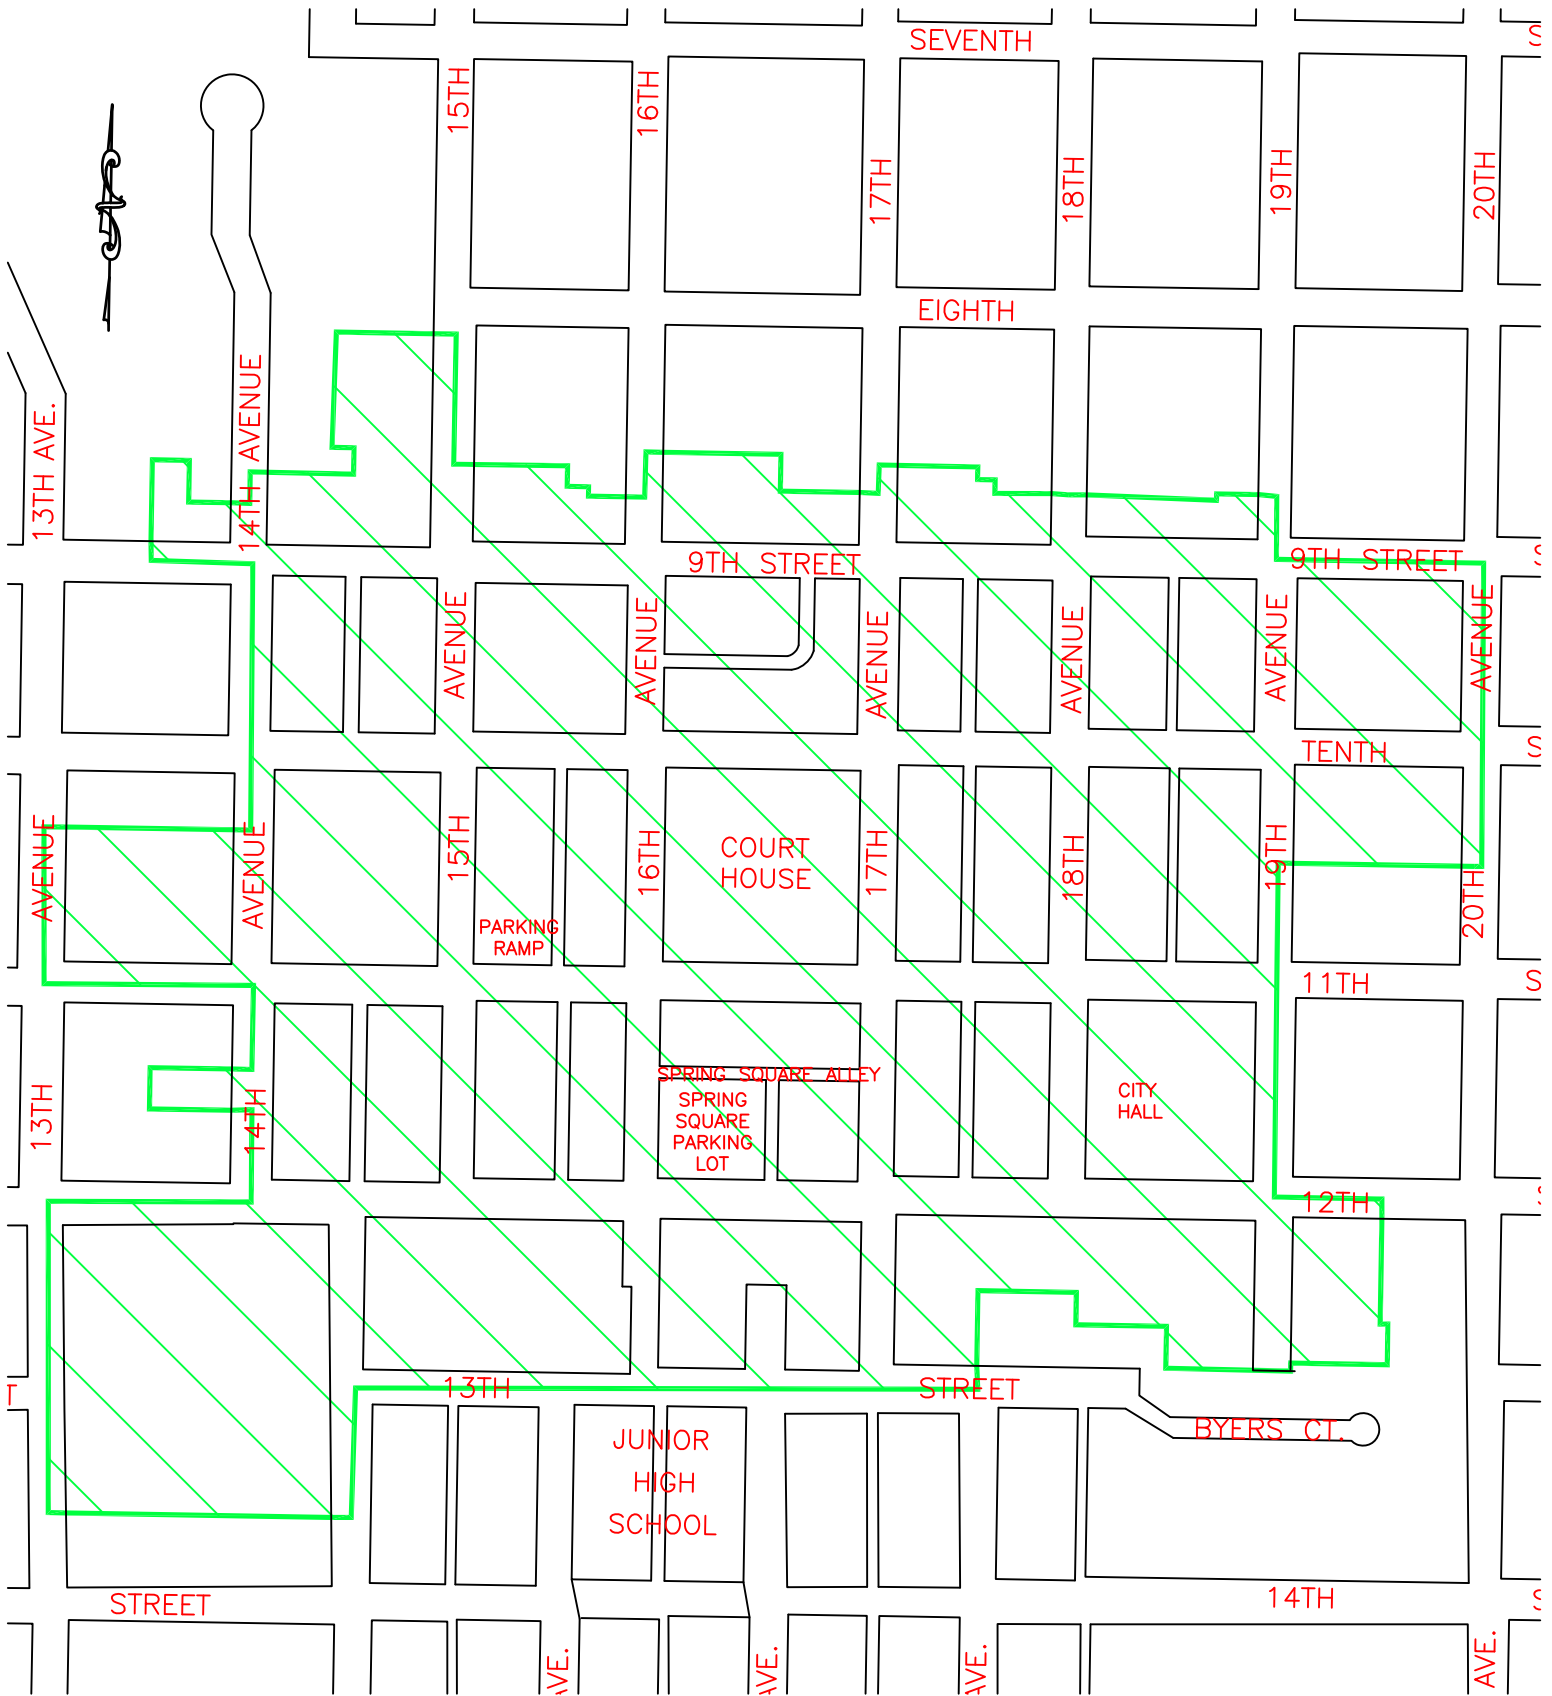 SEVENTH
S
15TH
16TH
17TH
18TH
19TH
20TH
EIGHTH
13TH AVE.
14TH AVENUE
9TH STREET
9TH STREET
S
AVENUE
AVENUE
AVENUE
AVENUE
AVENUE
AVENUE
TENTH
S
AVENUE
AVENUE
15TH
16TH
COURT
HOUSE
17TH
18TH
19TH
20TH
PARKING
RAMP
11TH
S
13TH
14TH
SPRING SQUARE ALLEY
SPRING
SQUARE
PARKING
LOT
CITY
HALL
12TH
13TH
STREET
JUNIOR
HIGH
SCHOOL
BYERS CT.
STREET
14TH
S
AVE.
AVE.
AVE.
AVE.